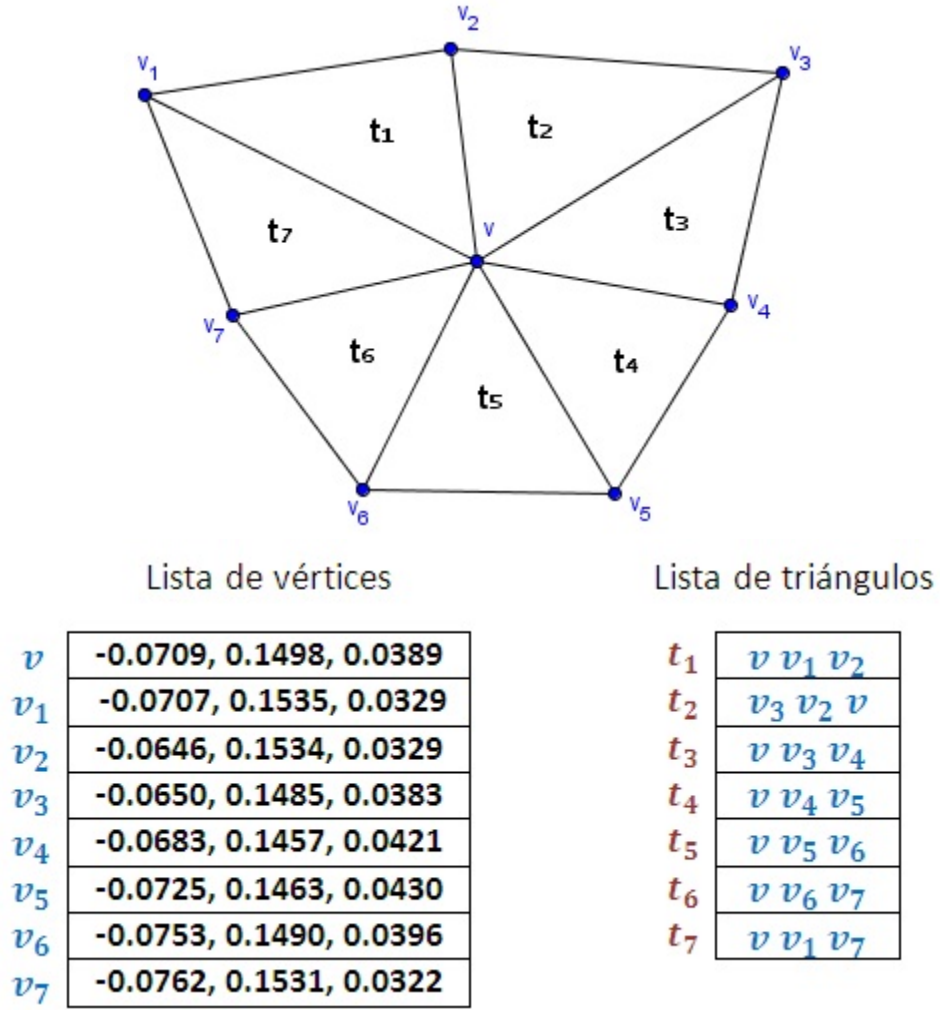 v₂
v₃
v₁
t₁
t₂
v
t₃
t₇
v₄
v₇
t₆
t₄
t₅
v₆
v₅
Lista de vértices
v -0.0709, 0.1498, 0.0389
v₁ -0.0707, 0.1535, 0.0329
v₂ -0.0646, 0.1534, 0.0329
v₃ -0.0650, 0.1485, 0.0383
v₄ -0.0683, 0.1457, 0.0421
v₅ -0.0725, 0.1463, 0.0430
v₆ -0.0753, 0.1490, 0.0396
v₇ -0.0762, 0.1531, 0.0322
Lista de triángulos
t₁ v v₁ v₂
t₂ v₃ v₂ v
t₃ v v₃ v₄
t₄ v v₄ v₅
t₅ v v₅ v₆
t₆ v v₆ v₇
t₇ v v₁ v₇